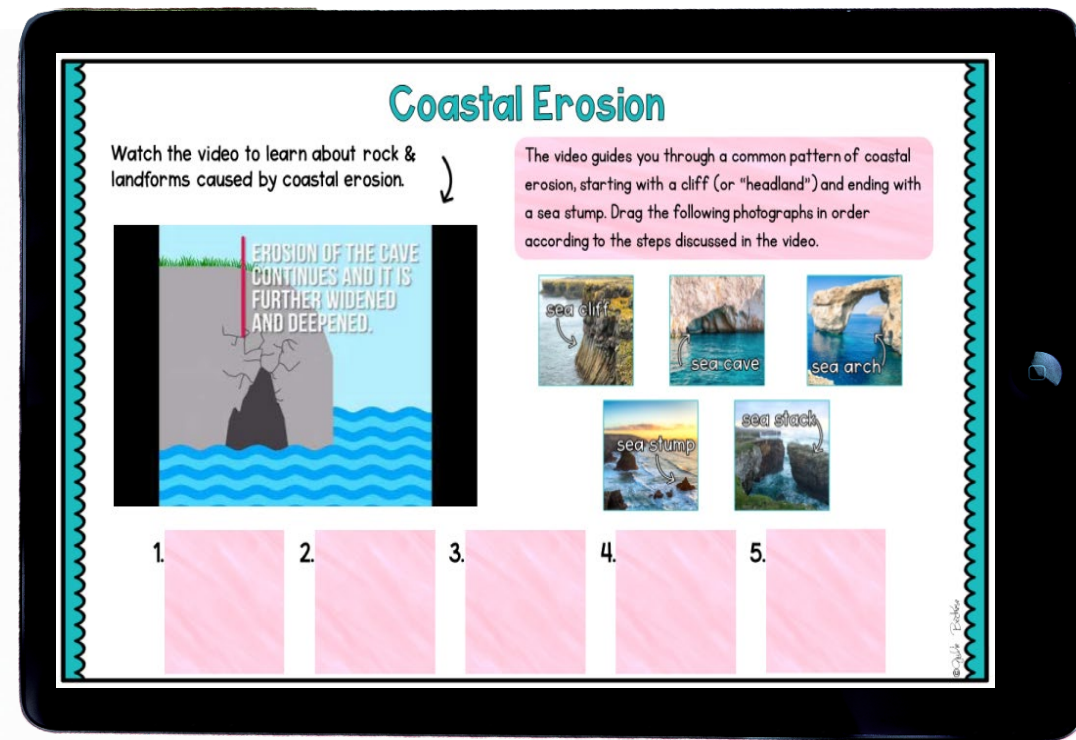 Coastal Erosion
Watch the video to learn about rock &
landforms caused by coastal erosion.
The video guides you through a common pattern of coastal
erosion, starting with a cliff (or "headland") and ending with
a sea stump. Drag the following photographs in order
according to the steps discussed in the video.
EROSION OF THE CAVE
CONTINUES AND IT IS
FURTHER WIDENED
AND DEEPENED.
sea cliff
sea cave
sea arch
sea stump
sea stack
1.
2.
3.
4.
5.